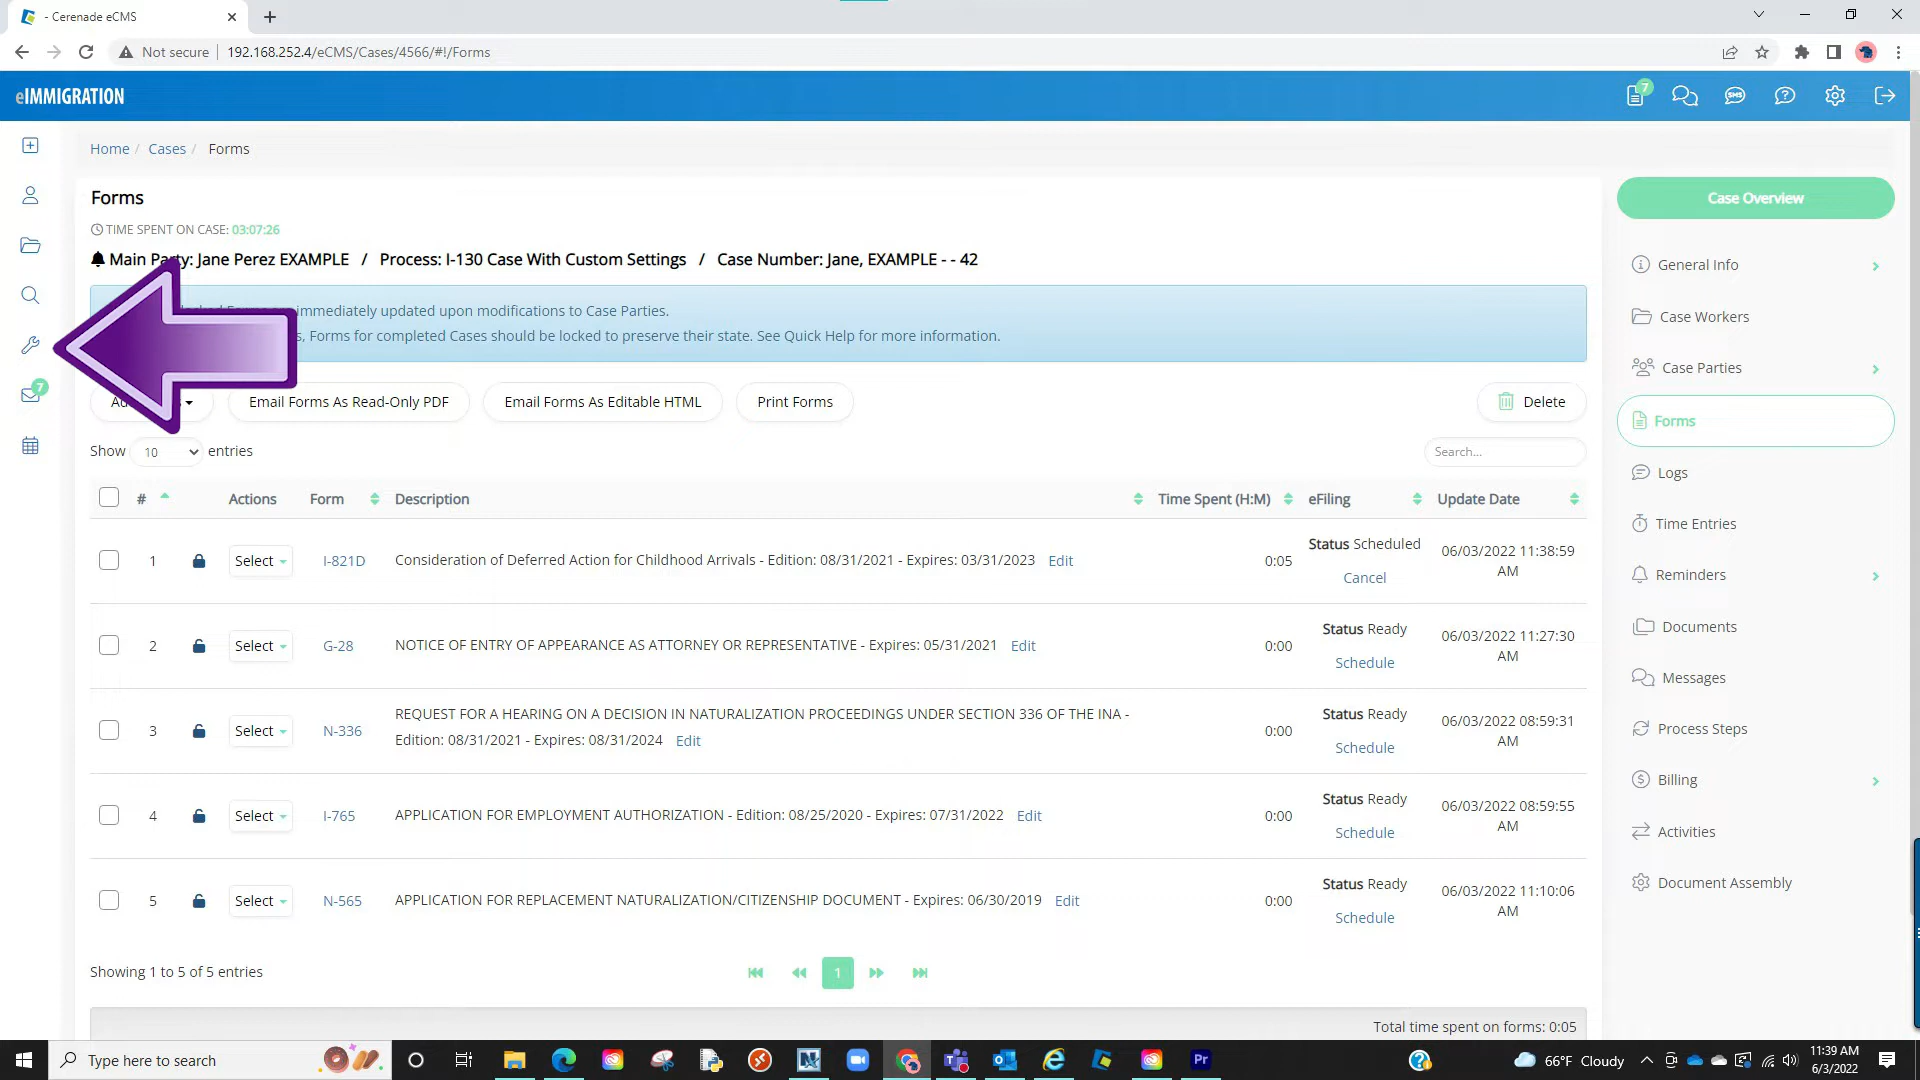 - Cerenade eCMS
Not secure
192.168.252.4/eCMS/Cases/4566/#!/Forms
eIMMIGRATION
7
SMS
Home / Cases / Forms
Forms
TIME SPENT ON CASE: 03:07:26
Main Party: Jane Perez EXAMPLE / Process: I-130 Case With Custom Settings / Case Number: Jane, EXAMPLE - - 42
immediately updated upon modifications to Case Parties.
Forms for completed Cases should be locked to preserve their state. See Quick Help for more information.
7
Email Forms As Read-Only PDF
Email Forms As Editable HTML
Print Forms
Delete
Show 10 entries
Search...
# Actions Form Description Time Spent (H:M) eFiling Update Date
1 Select I-821D Consideration of Deferred Action for Childhood Arrivals - Edition: 08/31/2021 - Expires: 03/31/2023 Edit 0:05 Status Scheduled 06/03/2022 11:38:59
Cancel AM
2 Select G-28 NOTICE OF ENTRY OF APPEARANCE AS ATTORNEY OR REPRESENTATIVE - Expires: 05/31/2021 Edit 0:00 Status Ready 06/03/2022 11:27:30
Schedule AM
3 Select N-336 REQUEST FOR A HEARING ON A DECISION IN NATURALIZATION PROCEEDINGS UNDER SECTION 336 OF THE INA -
Edition: 08/31/2021 - Expires: 08/31/2024 Edit 0:00 Status Ready 06/03/2022 08:59:31
Schedule AM
4 Select I-765 APPLICATION FOR EMPLOYMENT AUTHORIZATION - Edition: 08/25/2020 - Expires: 07/31/2022 Edit 0:00 Status Ready 06/03/2022 08:59:55
Schedule AM
5 Select N-565 APPLICATION FOR REPLACEMENT NATURALIZATION/CITIZENSHIP DOCUMENT - Expires: 06/30/2019 Edit 0:00 Status Ready 06/03/2022 11:10:06
Schedule AM
Showing 1 to 5 of 5 entries
1
Total time spent on forms: 0:05
Case Overview
General Info
Case Workers
Case Parties
Forms
Logs
Time Entries
Reminders
Documents
Messages
Process Steps
Billing
Activities
Document Assembly
Type here to search
Pr
66°F Cloudy
11:39 AM
6/3/2022